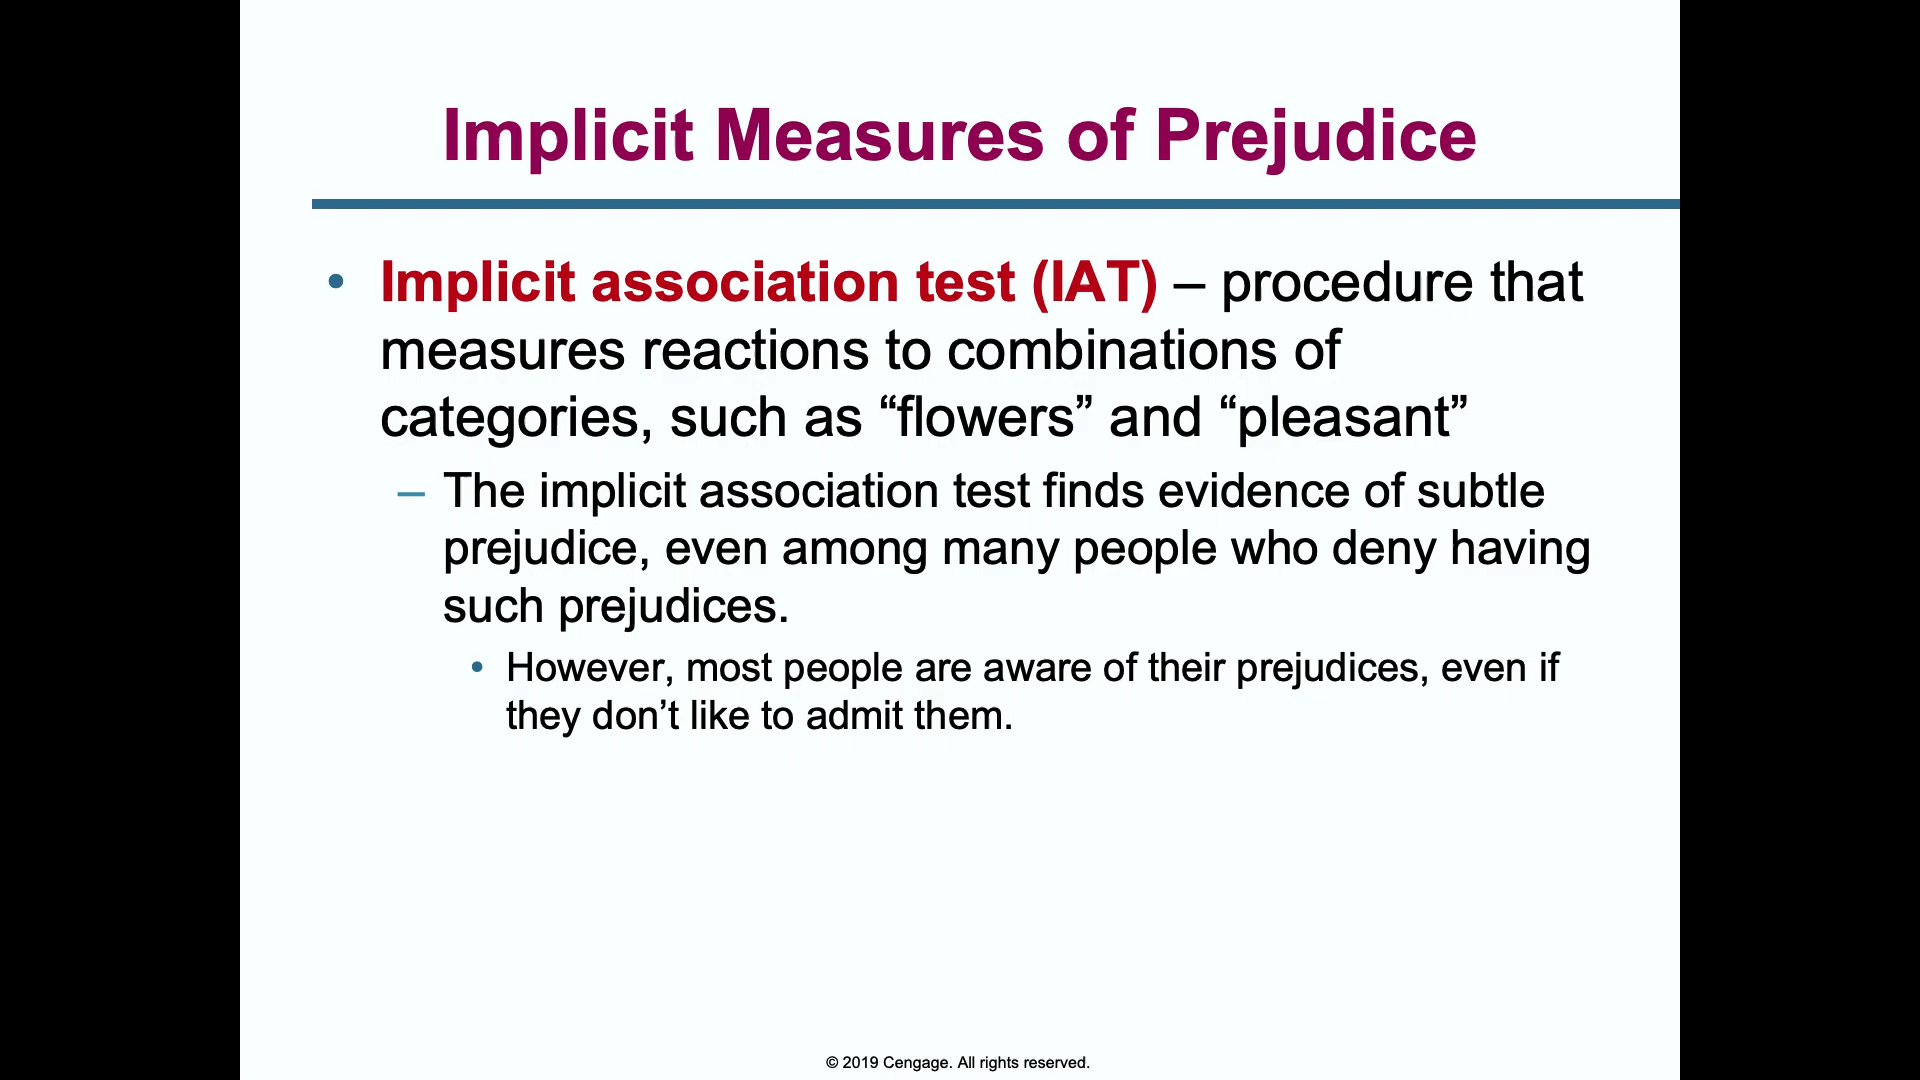 Implicit Measures of Prejudice
• Implicit association test (IAT) – procedure that
measures reactions to combinations of
categories, such as “flowers” and “pleasant”
– The implicit association test finds evidence of subtle
prejudice, even among many people who deny having
such prejudices.
• However, most people are aware of their prejudices, even if
they don’t like to admit them.
© 2019 Cengage. All rights reserved.